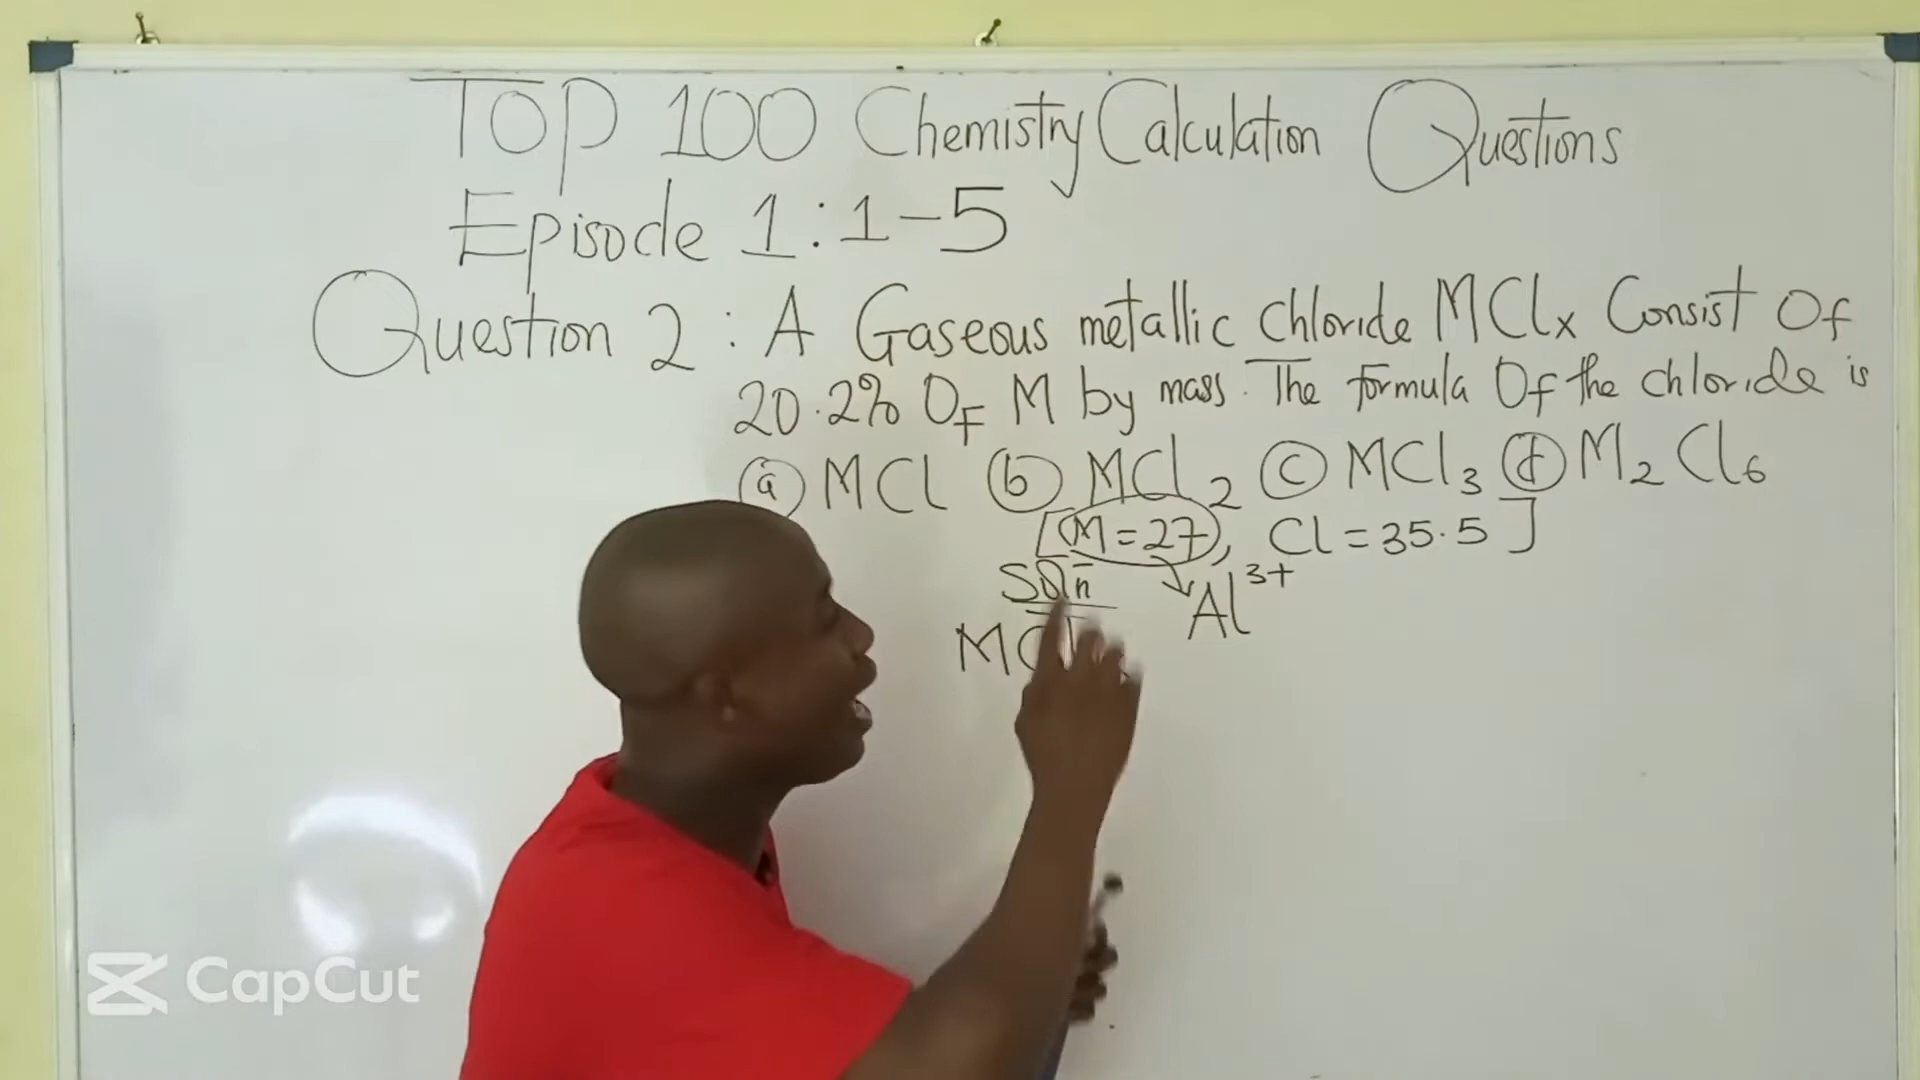 TOP 100 Chemistry Calculation Questions
Episode 1:1-5
Question 2: A Gaseous metallic chloride MClx Consist Of
20.2% OF M by mass. The formula Of the chloride is
(a) MCl (b) MCl2 (c) MCl3 (d) M2Cl6
[M=27, Cl=35.5]
Soln
Al3+
CapCut